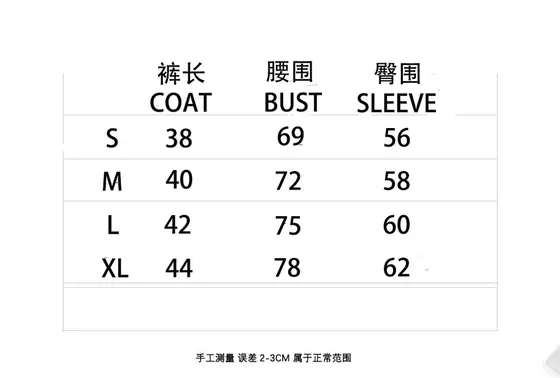 裤长 腰围 臀围
COAT BUST SLEEVE
S 38 69 56
M 40 72 58
L 42 75 60
XL 44 78 62
手工测量 误差 2-3CM 属于正常范围